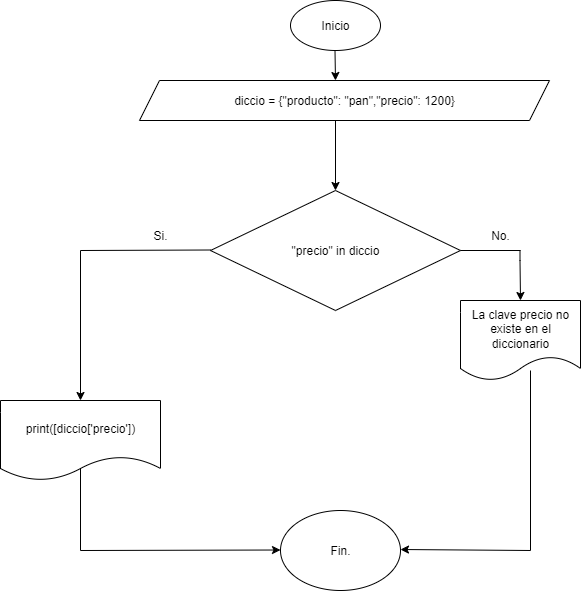 Inicio
diccio = {"producto": "pan","precio": 1200}
Si.
No.
"precio" in diccio
La clave precio no
existe en el
diccionario
print([diccio['precio'])
Fin.